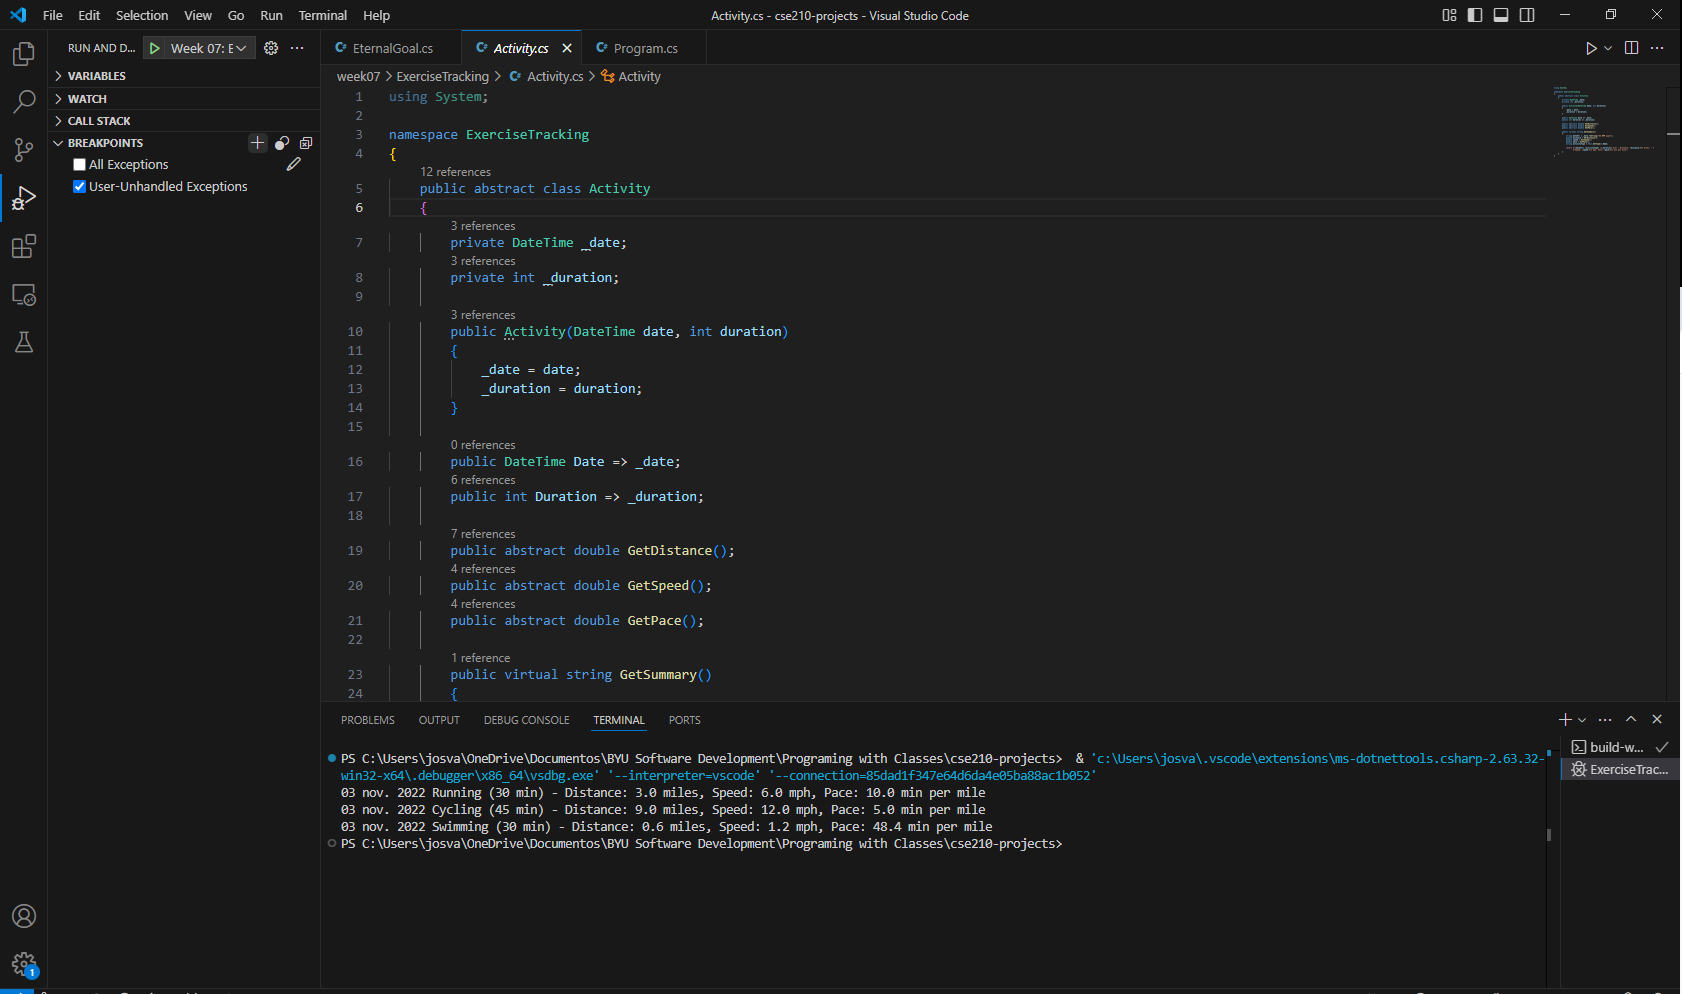 File Edit Selection View Go Run Terminal Help
Activity.cs - cse210-projects - Visual Studio Code
RUN AND D... Week 07: E
VARIABLES
WATCH
CALL STACK
BREAKPOINTS
All Exceptions
User-Unhandled Exceptions
1
EternalGoal.cs Activity.cs Program.cs
week07 > ExerciseTracking > Activity.cs > Activity
1 using System;
2
3 namespace ExerciseTracking
4 {
12 references
5 public abstract class Activity
6 {
3 references
7 private DateTime _date;
3 references
8 private int _duration;
9
3 references
10 public Activity(DateTime date, int duration)
11 {
12 _date = date;
13 _duration = duration;
14 }
15
0 references
16 public DateTime Date => _date;
6 references
17 public int Duration => _duration;
18
7 references
19 public abstract double GetDistance();
4 references
20 public abstract double GetSpeed();
4 references
21 public abstract double GetPace();
22
1 reference
23 public virtual string GetSummary()
24 {
PROBLEMS OUTPUT DEBUG CONSOLE TERMINAL PORTS
PS C:\Users\josva\OneDrive\Documentos\BYU Software Development\Programing with Classes\cse210-projects> & 'c:\Users\josva\.vscode\extensions\ms-dotnettools.csharp-2.63.32-
win32-x64\.debugger\x86_64\vsdbg.exe' '--interpreter=vscode' '--connection=85dad1f347e64d6da4e05ba88ac1b052'
03 nov. 2022 Running (30 min) - Distance: 3.0 miles, Speed: 6.0 mph, Pace: 10.0 min per mile
03 nov. 2022 Cycling (45 min) - Distance: 9.0 miles, Speed: 12.0 mph, Pace: 5.0 min per mile
03 nov. 2022 Swimming (30 min) - Distance: 0.6 miles, Speed: 1.2 mph, Pace: 48.4 min per mile
PS C:\Users\josva\OneDrive\Documentos\BYU Software Development\Programing with Classes\cse210-projects>
build-w...
ExerciseTrac...